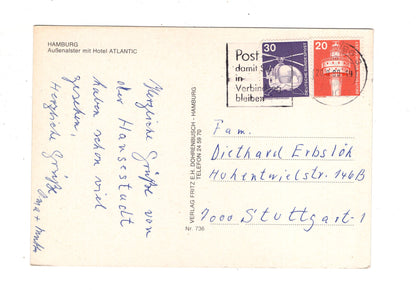 HAMBURG
Außenalster mit Hotel ATLANTIC
Herzliche Grüße von
der Hansestadt
haben schon viel
gesehen.
Herzliche Grüße
VERLAG FRITZ E.H. DOHRENBUSCH - HAMBURG
TELEFON 24 59 70
Nr. 736
Post
damit
in
Verbin
bleiben
30
20
Fam.
Diethard Erbslöh
Hohentwielstr. 146B
7000 Stuttgart-1